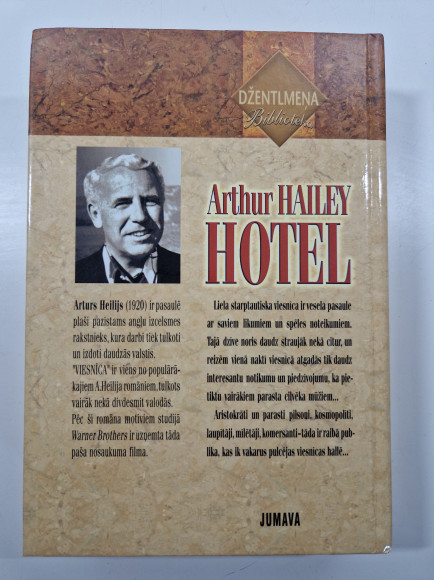 DŽENTLMENA
Bibliotēka
Arthur HAILEY
HOTEL
Arturs Heilijs (1920) ir pasaulē
plaši pazīstams angļu izcelsmes
rakstnieks, kura darbi tiek tulkoti
un izdoti daudzās valstīs.
"VIESNĪCA" ir viens no populārā-
kajiem A.Heilija romāniem, tulkots
vairāk nekā divdesmit valodās.
Pēc šī romāna motīviem studijā
Warner Brothers ir uzņemta tāda
paša nosaukuma filma.
Liela starptautiska viesnīca ir vesela pasaule
ar saviem likumiem un spēles noteikumiem.
Tajā dzīve noris daudz straujāk nekā citur, un
reizēm vienā naktī viesnīcā atgadās tik daudz
interesantu notikumu un piedzīvojumu, ka pie-
tiktu vairākiem parasta cilvēka mūžiem...
Aristokrāti un parasti pilsoņi, kosmopolīti,
laupītāji, mīlētāji, komersanti–tāda ir raibā pub-
lika, kas ik vakarus pulcējas viesnīcas hallē...
JUMAVA